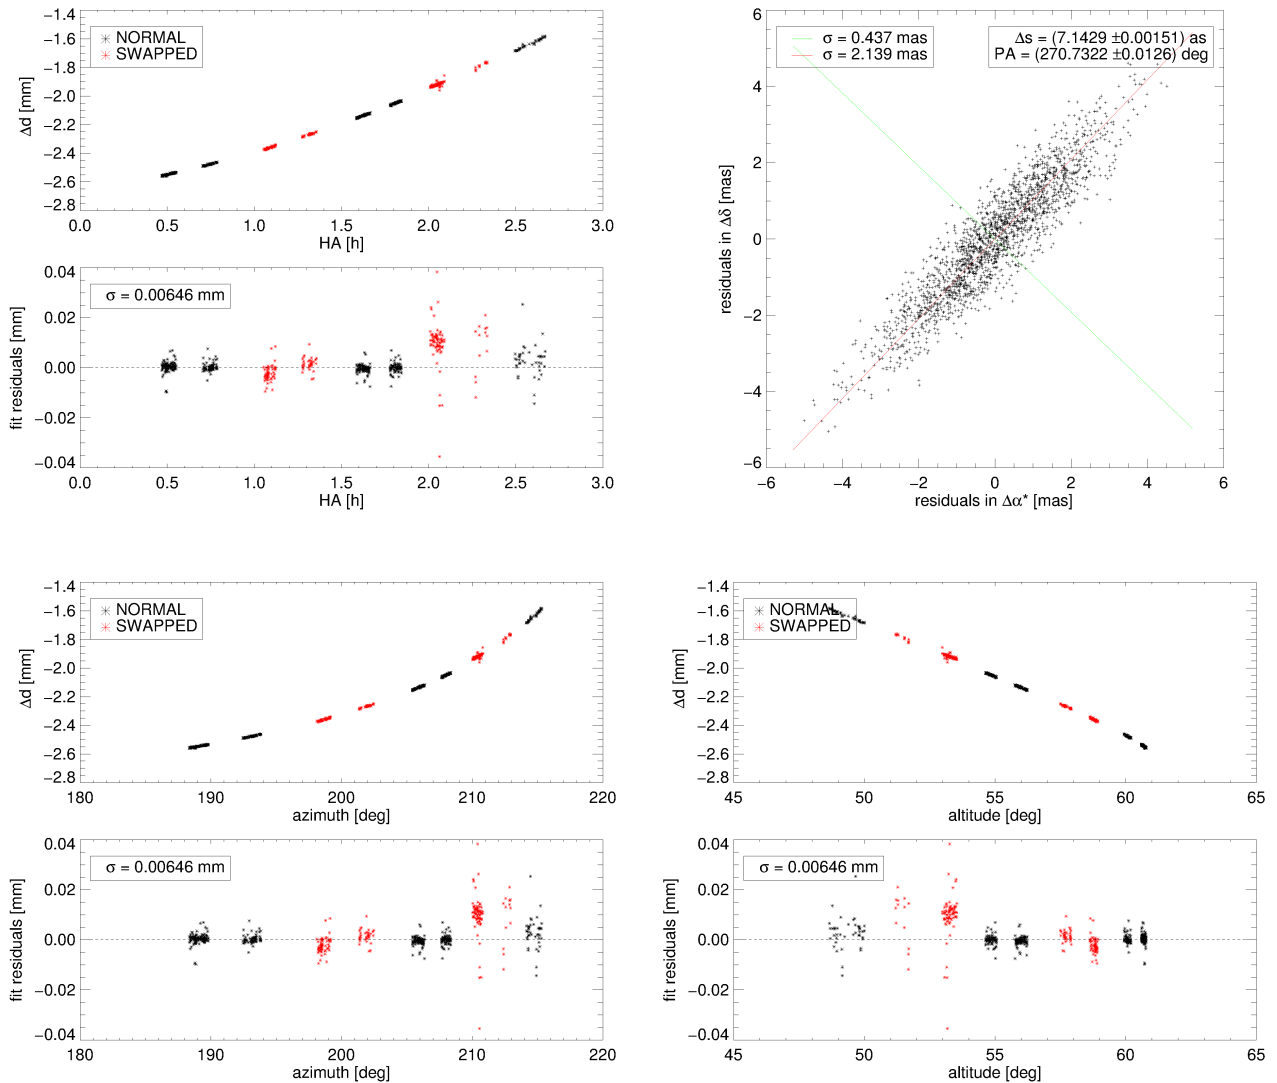 −1.4
−1.6
−1.8
−2.0
−2.2
−2.4
−2.6
−2.8
Δd [mm]
NORMAL
SWAPPED
0.0 0.5 1.0 1.5 2.0 2.5 3.0
HA [h]
0.04
0.02
0.00
−0.02
−0.04
fit residuals [mm]
σ = 0.00646 mm
0.0 0.5 1.0 1.5 2.0 2.5 3.0
HA [h]
6
4
2
0
−2
−4
−6
residuals in Δδ [mas]
σ = 0.437 mas
σ = 2.139 mas
Δs = (7.1429 ±0.00151) as
PA = (270.7322 ±0.0126) deg
−6 −4 −2 0 2 4 6
residuals in Δα* [mas]
−1.4
−1.6
−1.8
−2.0
−2.2
−2.4
−2.6
−2.8
Δd [mm]
NORMAL
SWAPPED
180 190 200 210 220
azimuth [deg]
−1.4
−1.6
−1.8
−2.0
−2.2
−2.4
−2.6
−2.8
Δd [mm]
NORMAL
SWAPPED
45 50 55 60 65
altitude [deg]
0.04
0.02
0.00
−0.02
−0.04
fit residuals [mm]
σ = 0.00646 mm
180 190 200 210 220
azimuth [deg]
0.04
0.02
0.00
−0.02
−0.04
fit residuals [mm]
σ = 0.00646 mm
45 50 55 60 65
altitude [deg]